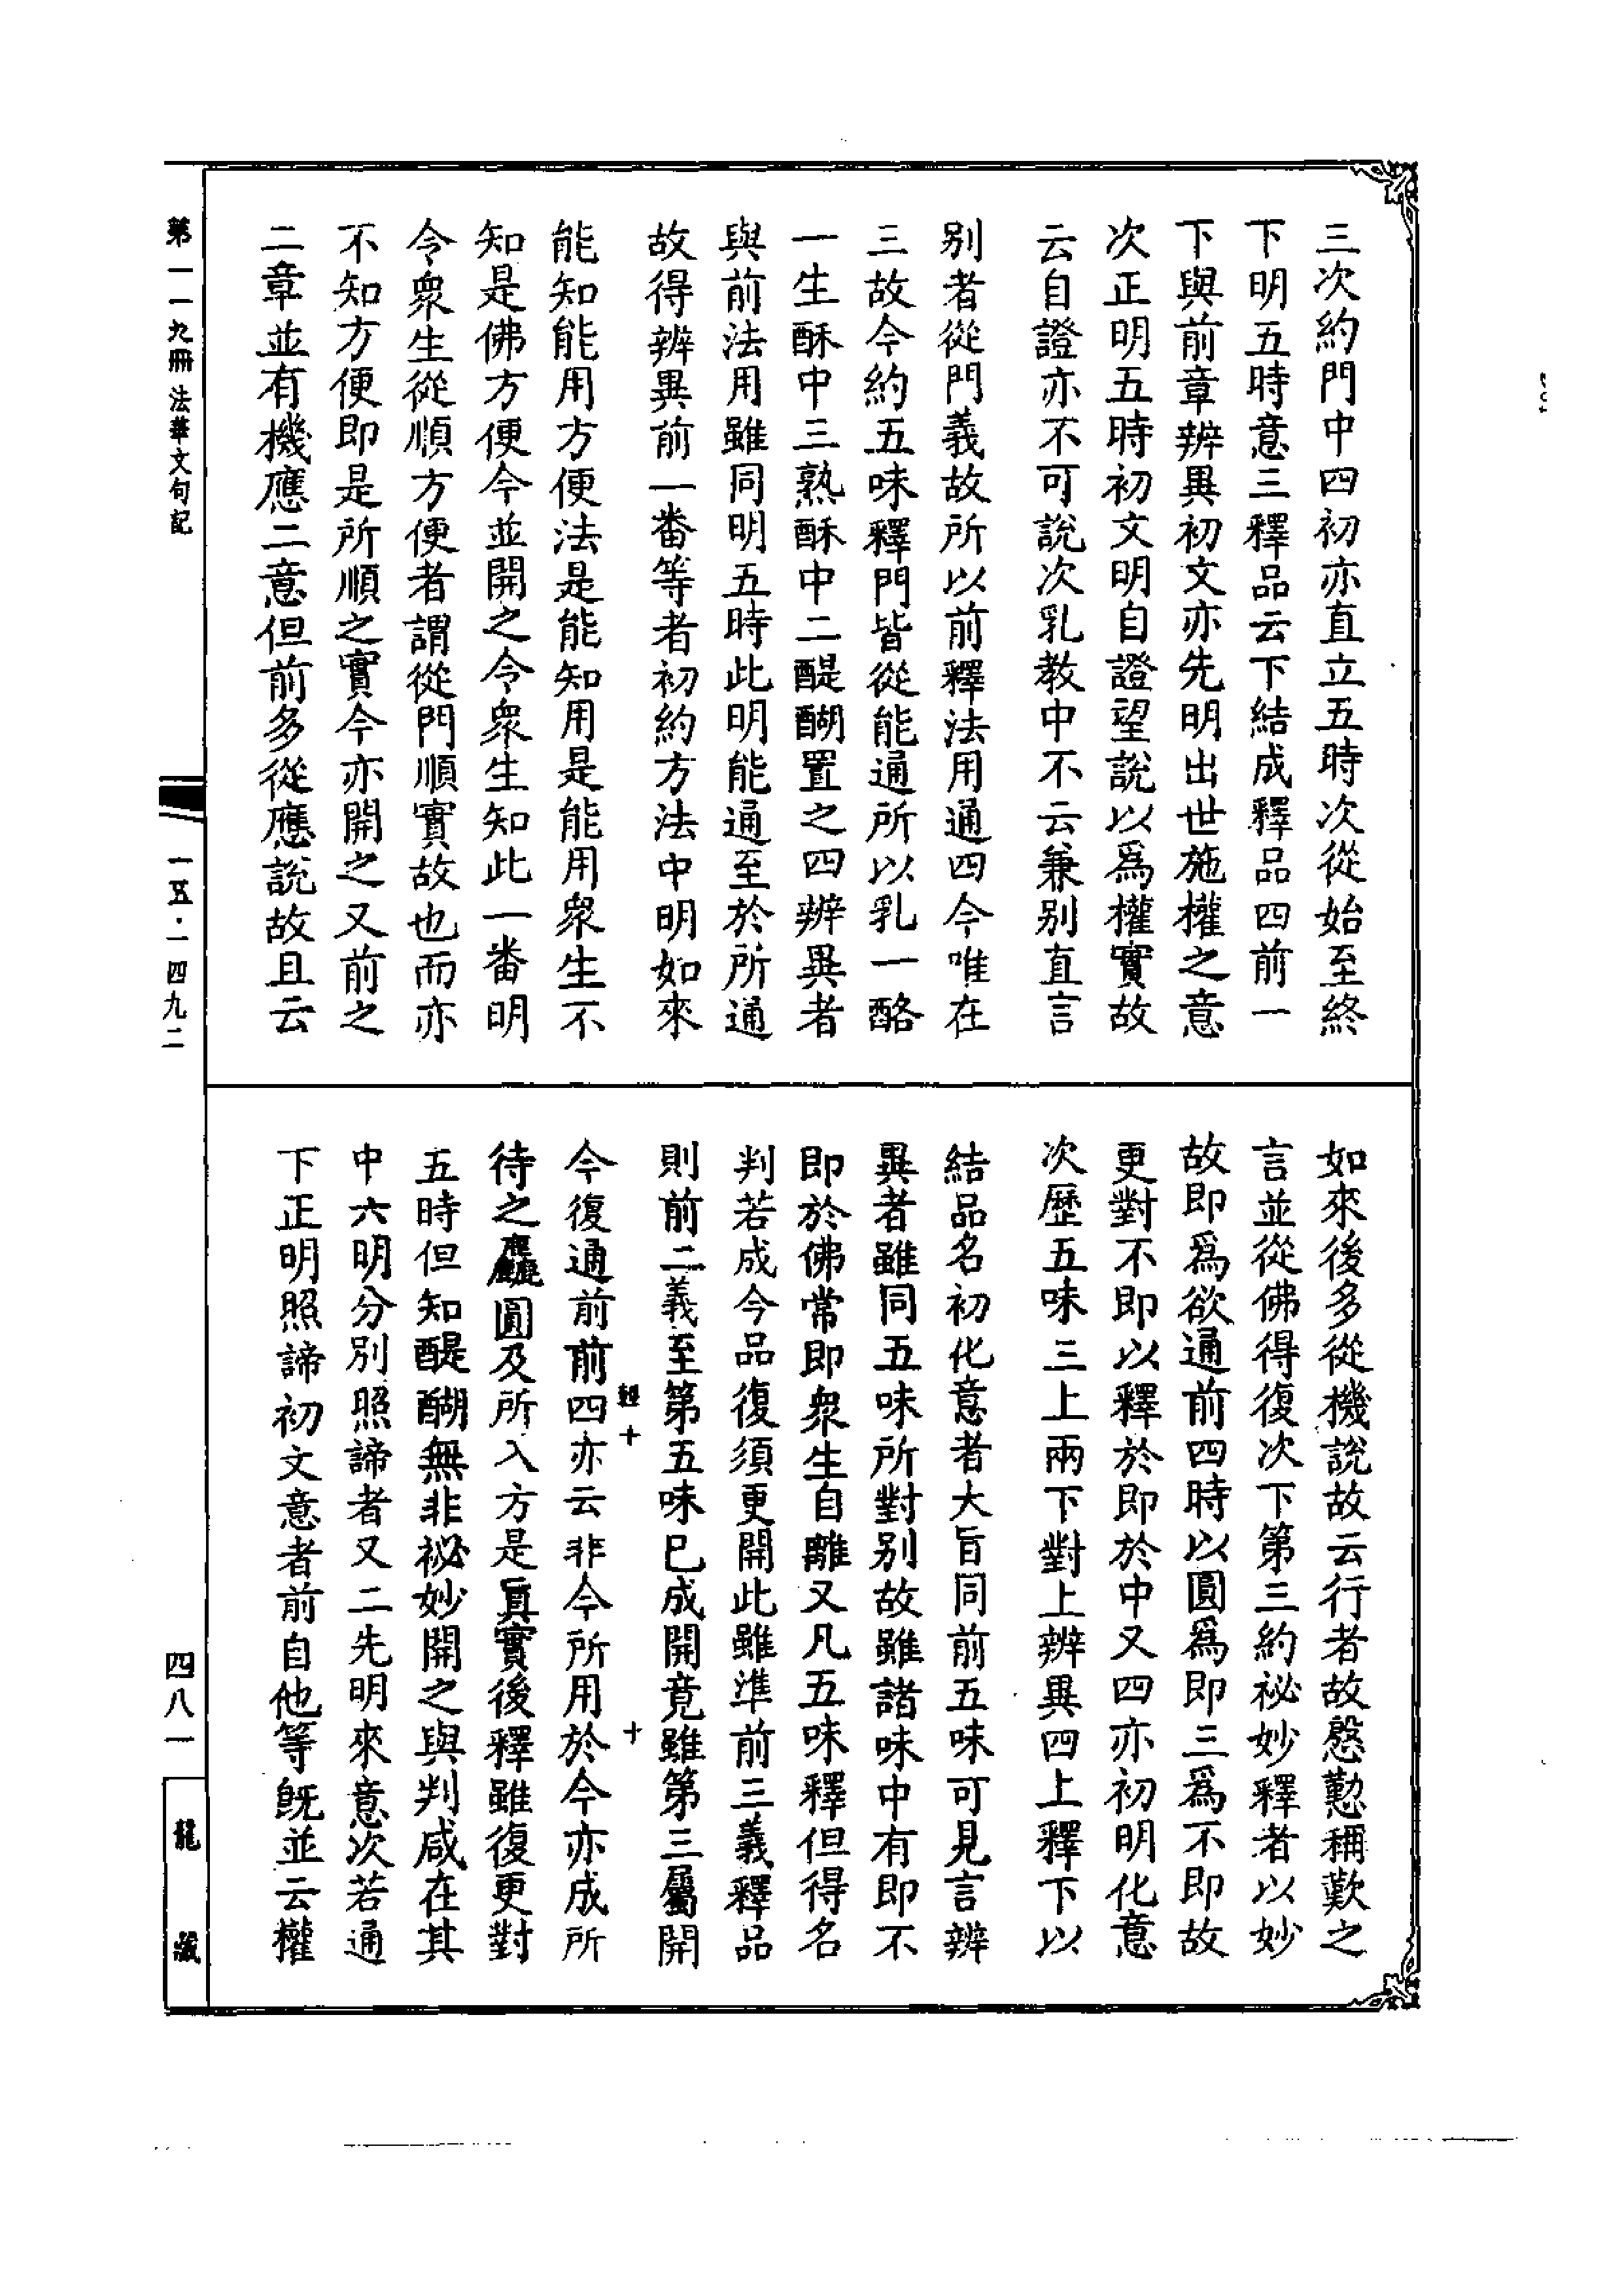 三次約門中四初亦直立五時次從始至終
下明五時意三釋品云下結成釋品四前一
下與前章辨異初文亦先明出世施權之意
次正明五時初文明自證望說以爲權實故
云自證亦不可說次乳教中不云兼别直言
别者從門義故所以前釋法用通四今唯在
三故今約五味釋門皆從能通所以乳一酪
一生酥中三熟酥中二醍醐置之四辨異者
與前法用雖同明五時此明能通至於所通
故得辨異前一番等者初約方法中明如來
能知能用方便法是能知用是能用衆生不
知是佛方便今並開之令衆生知此一番明
令衆生從順方便者謂從門順實故也而亦
不知方便即是所順之實今亦開之又前之
二章並有機應二意但前多從應說故且云
如來後多從機說故云行者故慇懃稱歎之
言並從佛得復次下第三約祕妙釋者以妙
故即爲欲通前四時以圓爲即三爲不即故
更對不即以釋於即於中又四亦初明化意
次歷五味三上兩下對上辨異四上釋下以
結品名初化意者大旨同前五味可見言辨
異者雖同五味所對别故雖諸味中有即不
即於佛常即衆生自離又凡五味釋但得名
判若成今品復須更開此雖準前三義釋品
則前二義至第五味已成開竟雖第三屬開
今復通前前四亦云非今所用於今亦成所
待之麤圓及所入方是真實後釋雖復更對
五時但知醍醐無非祕妙開之與判咸在其
中六明分別照諦者又二先明來意次若通
下正明照諦初文意者前自他等旣並云權
輕十
十
第一一九冊 法華文句記
一五·一四九二
四八一
龍藏